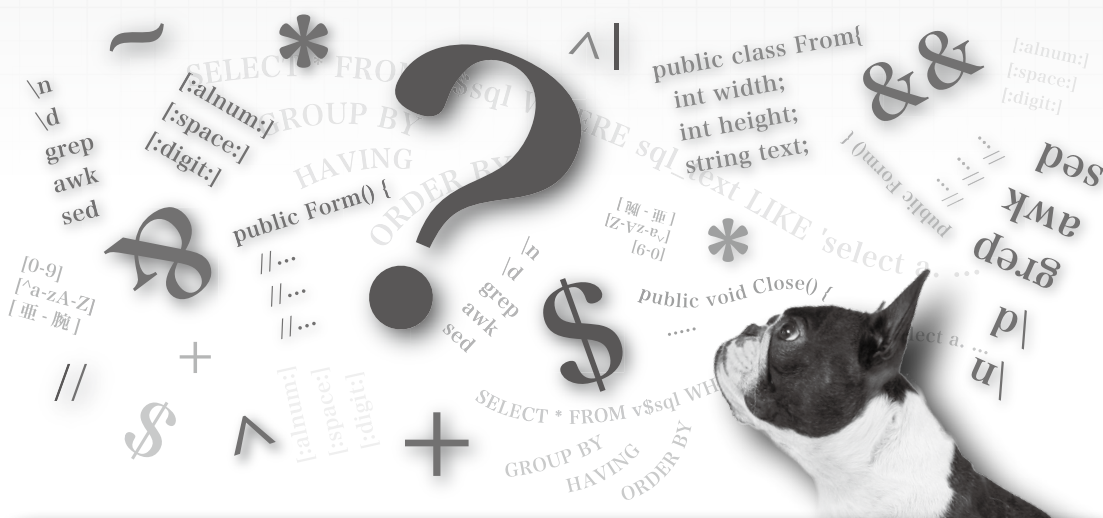 ~
*
^|
public class From{
int width;
int height;
string text;
&&
[:alnum:]
[:space:]
[:digit:]
\n
\d
grep
awk
sed
[:alnum:]
[:space:]
[:digit:]
SELECT * FROM v$sql WHERE sql_text LIKE 'select a. ...
GROUP BY
HAVING
ORDER BY
?
public Form() {
//...
//...
//...
&
[0-9]
[^a-zA-Z]
[亜-腕]
[亜-腕]
[^a-zA-Z]
[0-9]
*
public Form() {
//...
//...
sed
awk
grep
\d
\n
\n
\d
grep
awk
sed
$
public void Close() {
.....
+
//
$
^
[:alnum:]
[:space:]
[:digit:]
+
SELECT * FROM v$sql WH
elect a. ...
GROUP BY
HAVING
ORDER BY